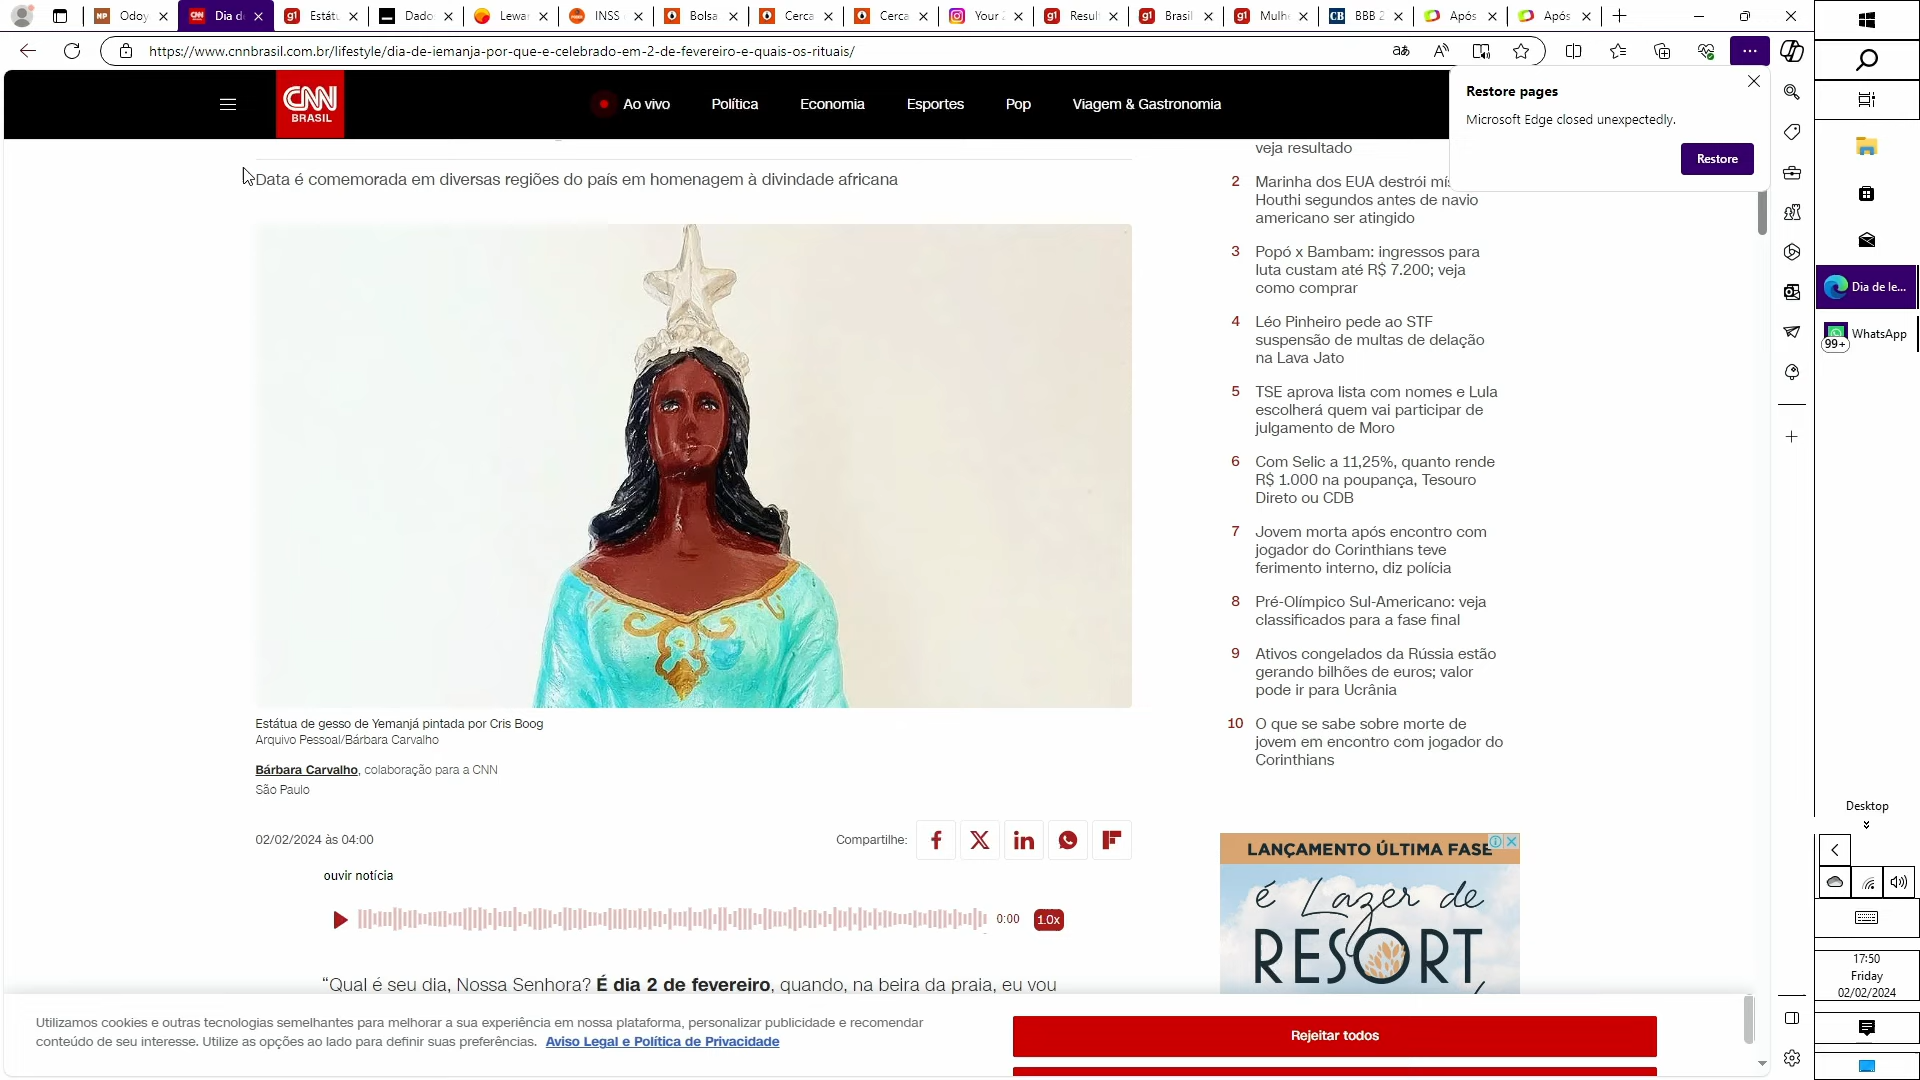 Odoy
Dia d
Estátu
Dado
Lewa
INSS
Bolsa
Cerca
Cerca
Your
Result
Brasil
Mulhe
BBB 2
Após
Após
https://www.cnnbrasil.com.br/lifestyle/dia-de-iemanja-por-que-e-celebrado-em-2-de-fevereiro-e-quais-os-rituais/
Restore pages
Microsoft Edge closed unexpectedly.
Restore
CNN
BRASIL
Ao vivo
Política
Economia
Esportes
Pop
Viagem & Gastronomia
Data é comemorada em diversas regiões do país em homenagem à divindade africana
Estátua de gesso de Yemanjá pintada por Cris Boog
Arquivo Pessoal/Bárbara Carvalho
Bárbara Carvalho, colaboração para a CNN
São Paulo
02/02/2024 às 04:00
Compartilhe:
ouvir notícia
0:00
1.0x
“Qual é seu dia, Nossa Senhora? É dia 2 de fevereiro, quando, na beira da praia, eu vou
veja resultado
2 Marinha dos EUA destrói mís
Houthi segundos antes de navio
americano ser atingido
3 Popó x Bambam: ingressos para
luta custam até R$ 7.200; veja
como comprar
4 Léo Pinheiro pede ao STF
suspensão de multas de delação
na Lava Jato
5 TSE aprova lista com nomes e Lula
escolherá quem vai participar de
julgamento de Moro
6 Com Selic a 11,25%, quanto rende
R$ 1.000 na poupança, Tesouro
Direto ou CDB
7 Jovem morta após encontro com
jogador do Corinthians teve
ferimento interno, diz polícia
8 Pré-Olímpico Sul-Americano: veja
classificados para a fase final
9 Ativos congelados da Rússia estão
gerando bilhões de euros; valor
pode ir para Ucrânia
10 O que se sabe sobre morte de
jovem em encontro com jogador do
Corinthians
LANÇAMENTO ÚLTIMA FASE
é Lazer de
RESORT
Utilizamos cookies e outras tecnologias semelhantes para melhorar a sua experiência em nossa plataforma, personalizar publicidade e recomendar
conteúdo de seu interesse. Utilize as opções ao lado para definir suas preferências. Aviso Legal e Política de Privacidade
Rejeitar todos
Dia de Ie...
WhatsApp
99+
Desktop
17:50
Friday
02/02/2024